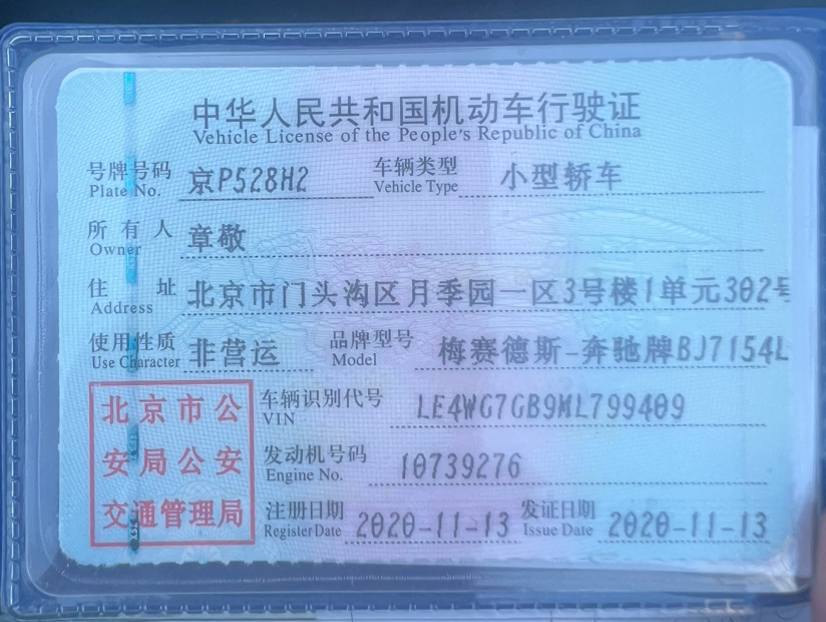 中华人民共和国机动车行驶证
Vehicle License of the People's Republic of China
号牌号码 京P528H2 车辆类型 小型轿车
Plate No. Vehicle Type
所有人 章敬
Owner
住址 北京市门头沟区月季园一区3号楼1单元302号
Address
使用性质 非营运 品牌型号 梅赛德斯-奔驰牌BJ7154L
Use Character Model
北京市公 车辆识别代号 LE4WG7GB9ML799409
VIN
安局公安 发动机号码 10739276
Engine No.
交通管理局 注册日期 2020-11-13 发证日期 2020-11-13
Register Date Issue Date